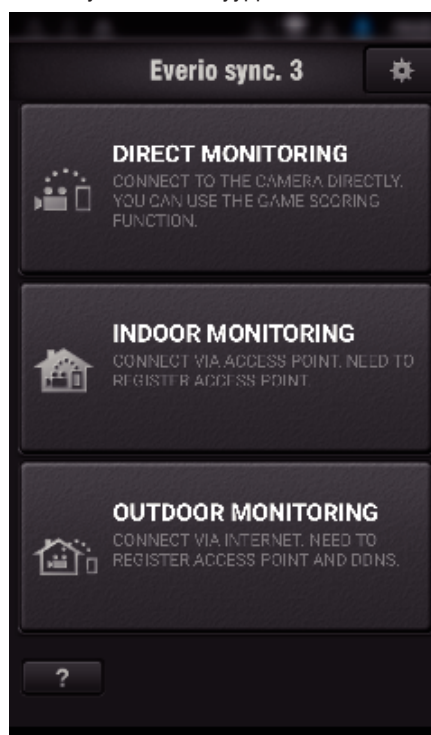 Everio sync. 3
DIRECT MONITORING
CONNECT TO THE CAMERA DIRECTLY.
YOU CAN USE THE GAME SCORING
FUNCTION.
INDOOR MONITORING
CONNECT VIA ACCESS POINT. NEED TO
REGISTER ACCESS POINT.
OUTDOOR MONITORING
CONNECT VIA INTERNET. NEED TO
REGISTER ACCESS POINT AND DDNS.
?